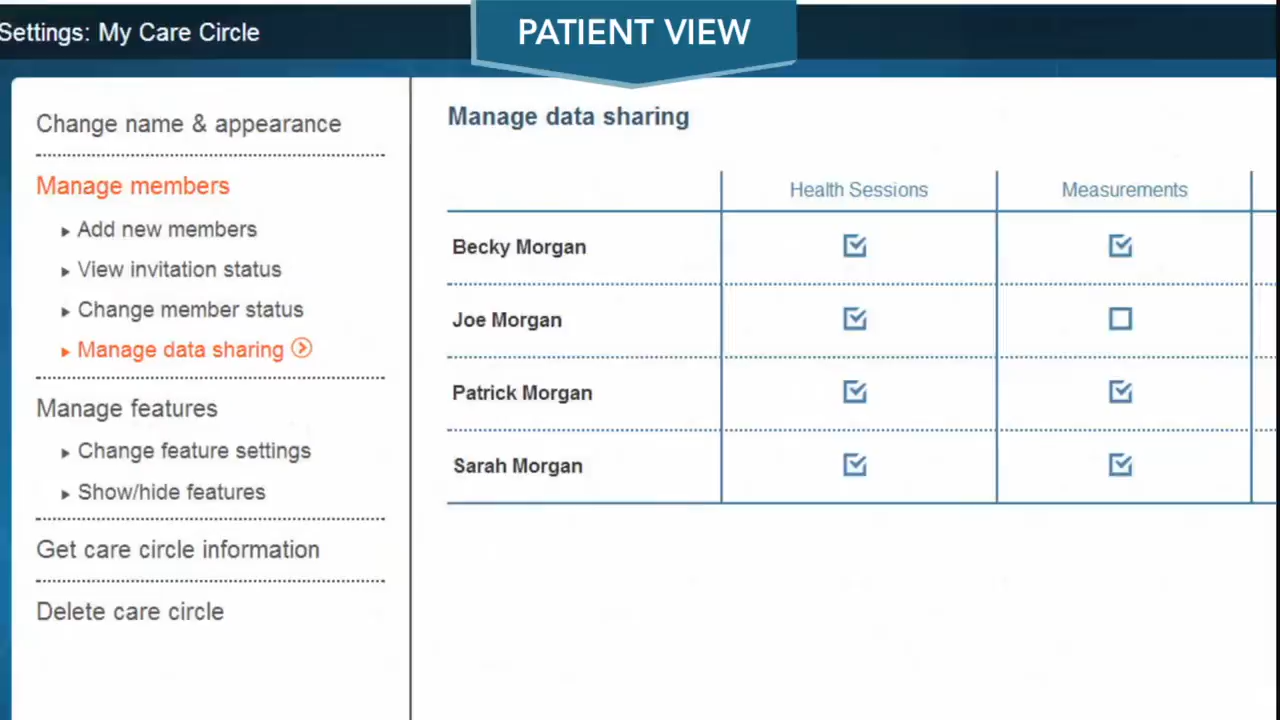 Settings: My Care Circle
PATIENT VIEW
Change name & appearance
Manage members
Add new members
View invitation status
Change member status
Manage data sharing
Manage features
Change feature settings
Show/hide features
Get care circle information
Delete care circle
Manage data sharing
Health Sessions Measurements
Becky Morgan
Joe Morgan
Patrick Morgan
Sarah Morgan